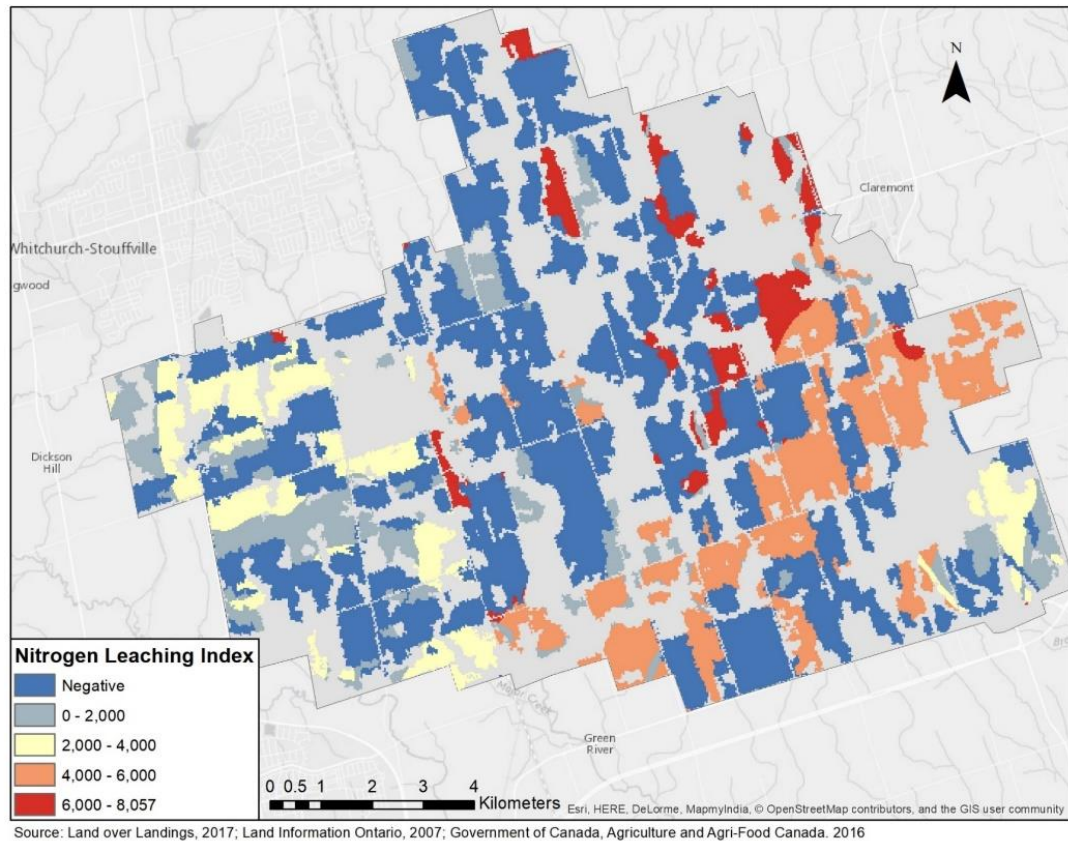 N
Claremont
Whitchurch-Stouffville
gwood
Dickson
Hill
Nitrogen Leaching Index
Negative
0 - 2,000
2,000 - 4,000
4,000 - 6,000
6,000 - 8,057
Green
River
0 0.5 1 2 3 4
Kilometers
Esri, HERE, DeLorme, MapmyIndia, © OpenStreetMap contributors, and the GIS user community
Source: Land over Landings, 2017; Land Information Ontario, 2007; Government of Canada, Agriculture and Agri-Food Canada. 2016